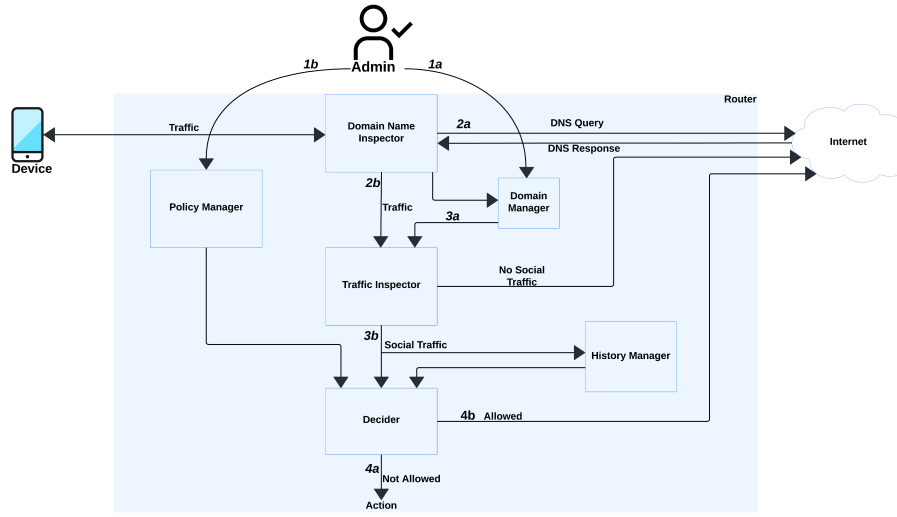 1b
1a
Admin
Router
Traffic
Domain Name
Inspector
2a
DNS Query
DNS Response
Internet
Device
2b
Traffic
Domain
Manager
Policy Manager
3a
Traffic Inspector
No Social
Traffic
3b
Social Traffic
History Manager
Decider
4b Allowed
4a
Not Allowed
Action